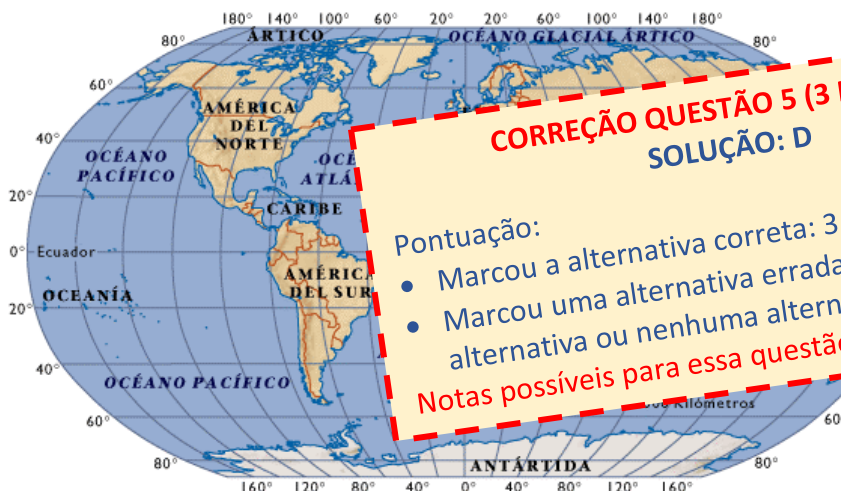 180° 140° 100° 60° 20° 20° 60° 100° 140° 180°
ÁRTICO
OCÉANO GLACIAL ÁRTICO
80° 80°
60°
AMÉRICA
DEL
NORTE
40°
OCÉANO
PACÍFICO
20°
CARIBE
0° Ecuador
AMÉRICA
DEL SUR
OCEANÍA
20°
40°
OCÉANO PACÍFICO
60°
80° 80°
ANTÁRTIDA
160° 120° 80° 40° 0° 40° 80° 120° 160°
Kilómetros
CORREÇÃO QUESTÃO 5 (3
SOLUÇÃO: D
Pontuação:
• Marcou a alternativa correta: 3
• Marcou uma alternativa errada
alternativa ou nenhuma altern
Notas possíveis para essa questão